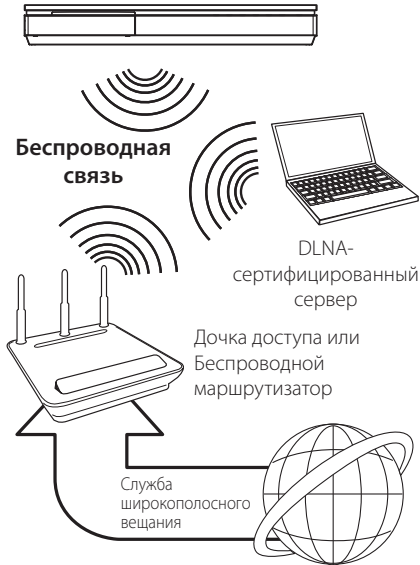 Беспроводная
связь
DLNA-
сертифицированный
сервер
Дочка доступа или
Беспроводной
маршрутизатор
Служба
широкополосного
вещания